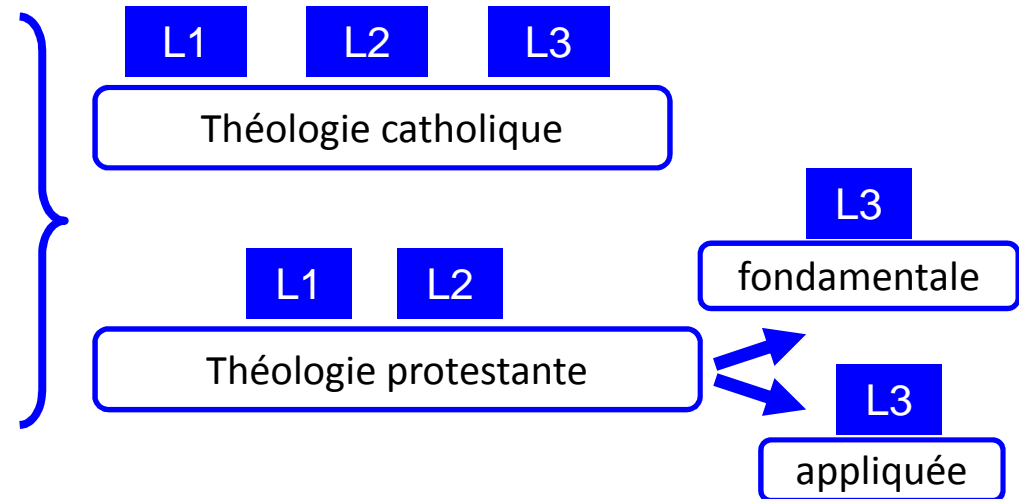 L1 L2 L3
Théologie catholique
L3
fondamentale
L1 L2
Théologie protestante
L3
appliquée